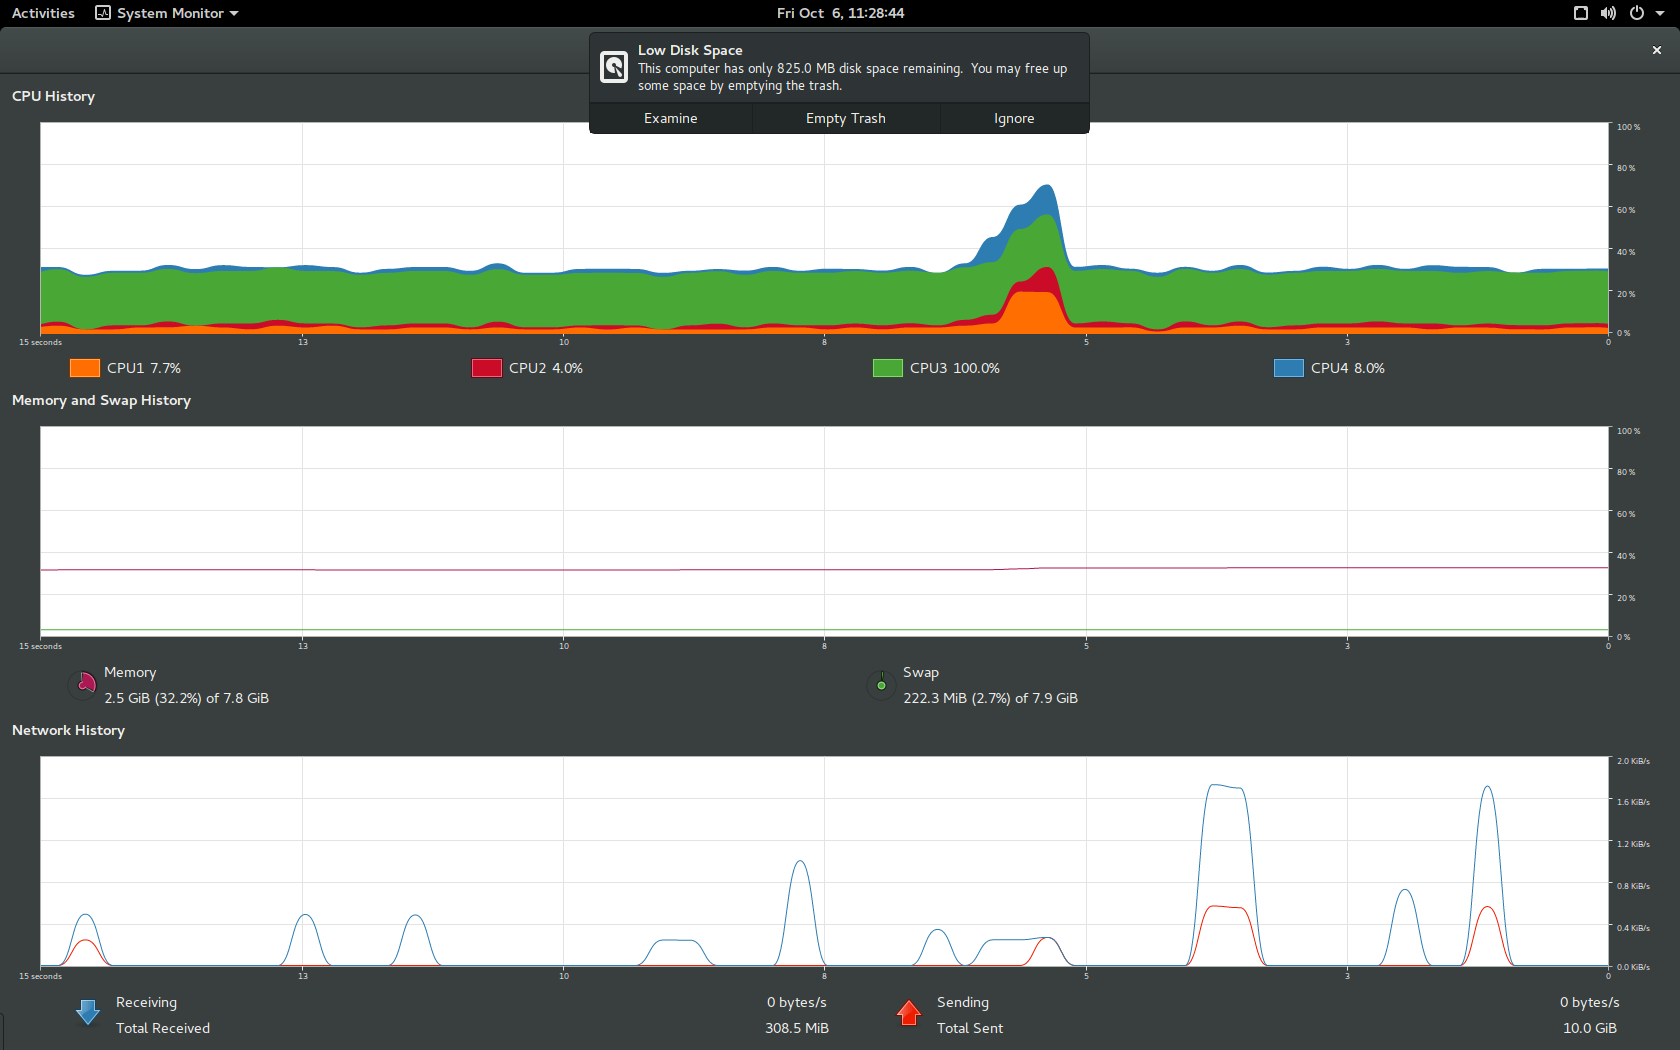 Activities System Monitor Fri Oct 6, 11:28:44
Low Disk Space
This computer has only 825.0 MB disk space remaining. You may free up
some space by emptying the trash.
Examine Empty Trash Ignore
CPU History
100 %
80 %
60 %
40 %
20 %
0 %
15 seconds 13 10 8 5 3 0
CPU1 7.7% CPU2 4.0% CPU3 100.0% CPU4 8.0%
Memory and Swap History
100 %
80 %
60 %
40 %
20 %
0 %
15 seconds 13 10 8 5 3 0
Memory
2.5 GiB (32.2%) of 7.8 GiB
Swap
222.3 MiB (2.7%) of 7.9 GiB
Network History
2.0 KiB/s
1.6 KiB/s
1.2 KiB/s
0.8 KiB/s
0.4 KiB/s
0.0 KiB/s
15 seconds 13 10 8 5 3 0
Receiving 0 bytes/s
Total Received 308.5 MiB
Sending 0 bytes/s
Total Sent 10.0 GiB